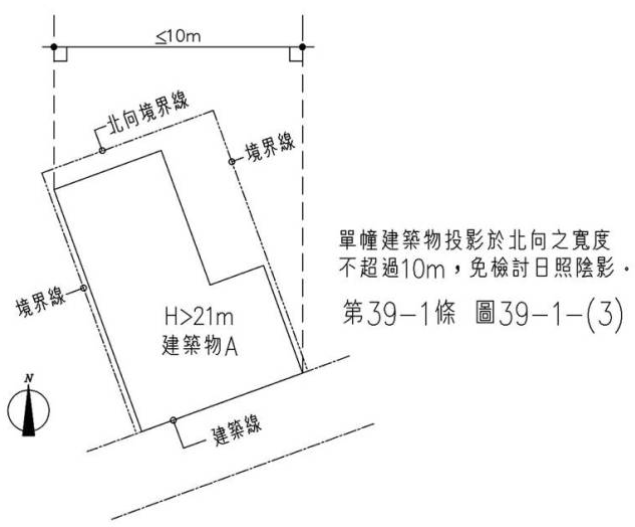 ≤10m
北向境界線
境界線
境界線
H>21m
建築物A
N
建築線
單幢建築物投影於北向之寬度
不超過10m，免檢討日照陰影。
第39-1條 圖39-1-(3)